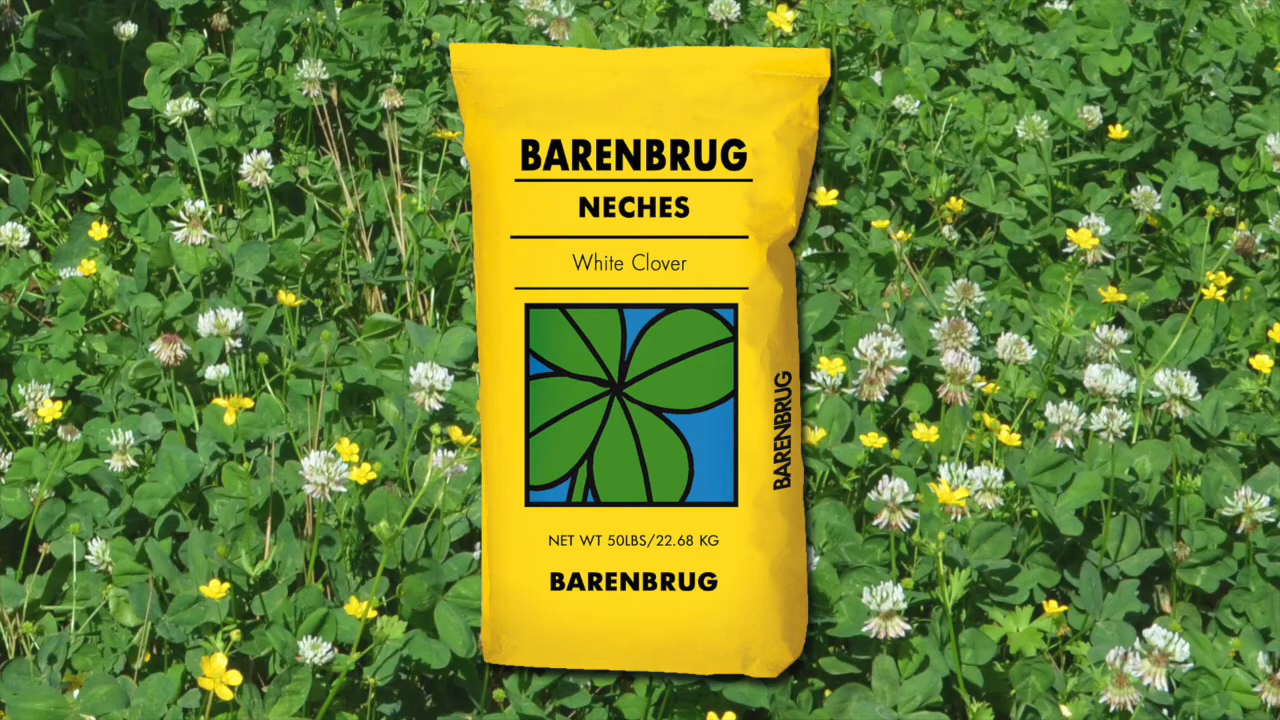 BARENBRUG
NECHES
White Clover
BARENBRUG
NET WT 50LBS/22.68 KG
BARENBRUG